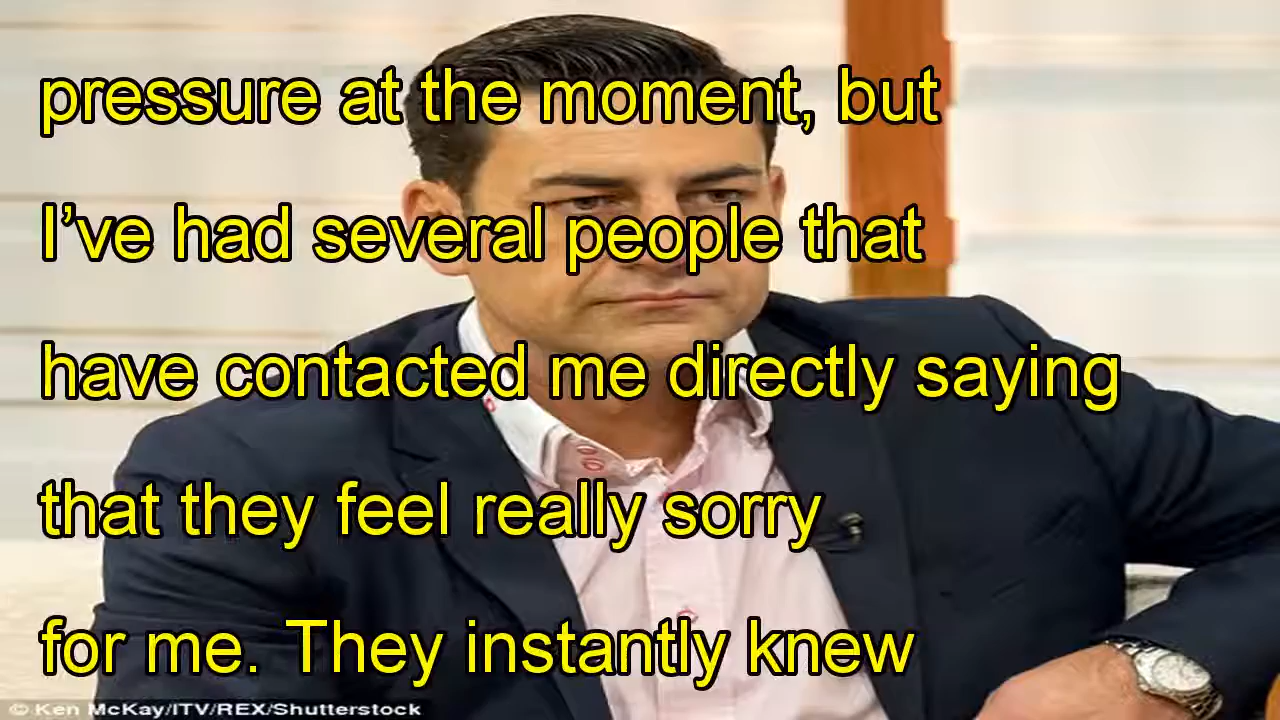 pressure at the moment, but
I’ve had several people that
have contacted me directly saying
that they feel really sorry
for me. They instantly knew
© Ken McKay/ITV/REX/Shutterstock